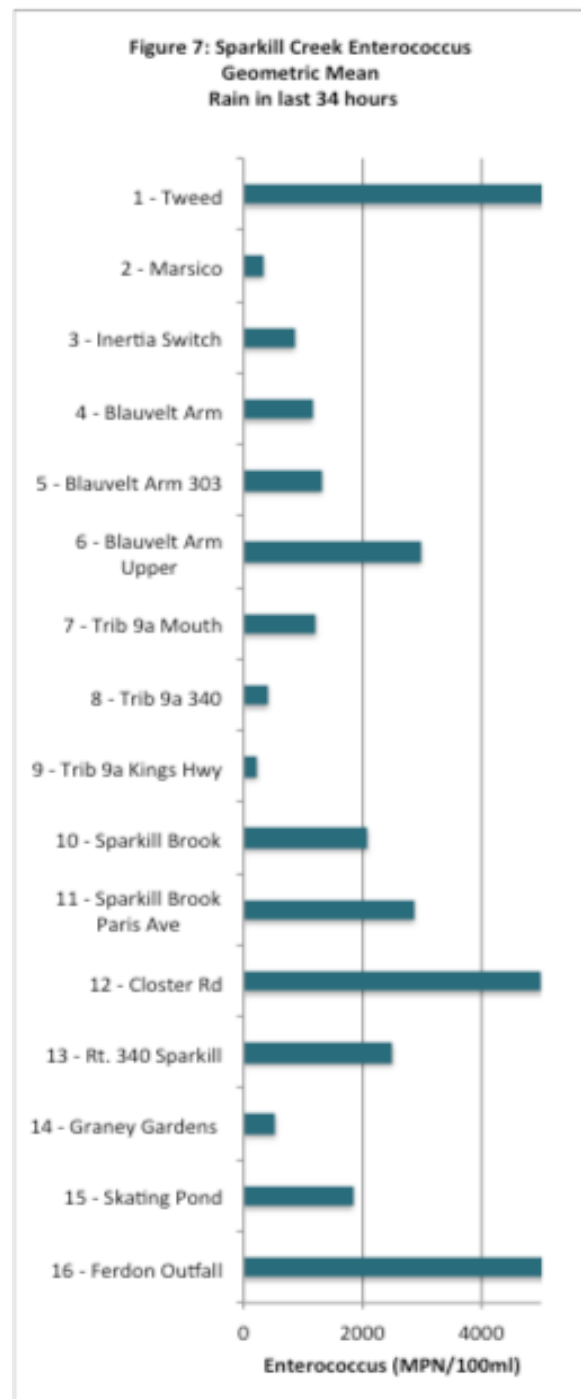 Figure 7: Sparkill Creek Enterococcus
Geometric Mean
Rain in last 34 hours
1 - Tweed
2 - Marsico
3 - Inertia Switch
4 - Blauvelt Arm
5 - Blauvelt Arm 303
6 - Blauvelt Arm
Upper
7 - Trib 9a Mouth
8 - Trib 9a 340
9 - Trib 9a Kings Hwy
10 - Sparkill Brook
11 - Sparkill Brook
Paris Ave
12 - Closter Rd
13 - Rt. 340 Sparkill
14 - Graney Gardens
15 - Skating Pond
16 - Ferdon Outfall
0 2000 4000
Enterococcus (MPN/100ml)